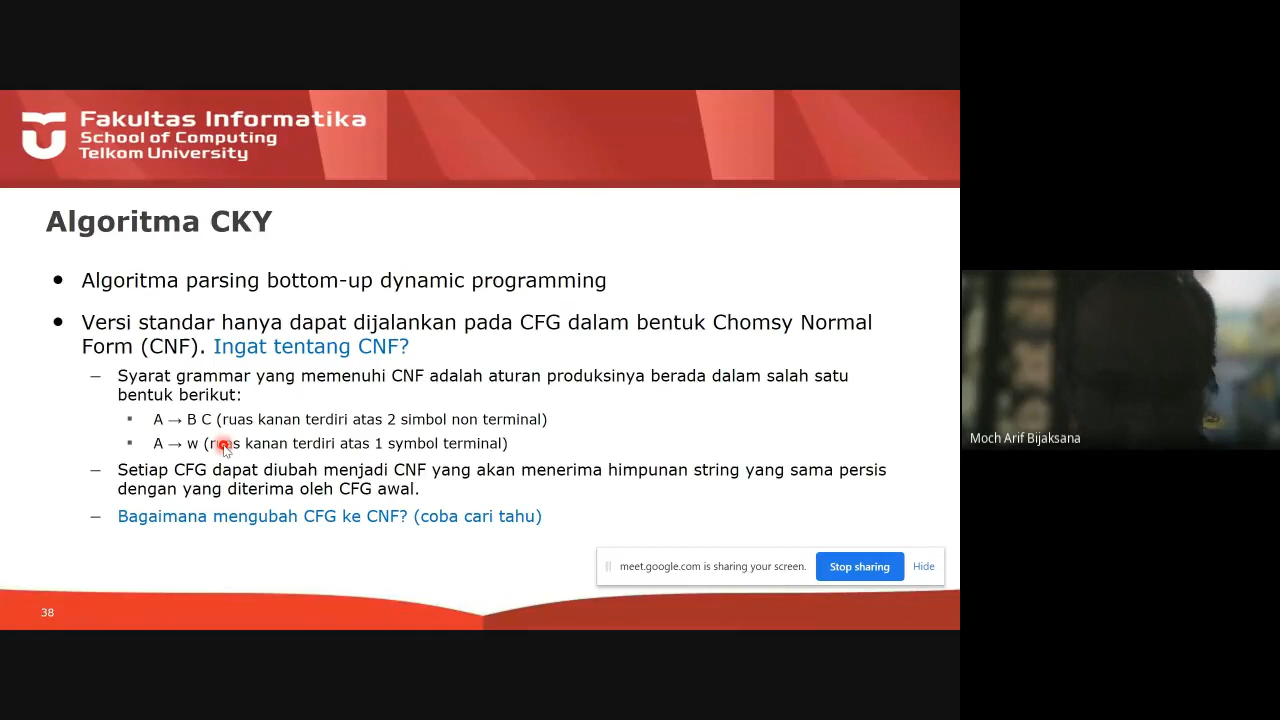 Fakultas Informatika
School of Computing
Telkom University
Algoritma CKY
• Algoritma parsing bottom-up dynamic programming
• Versi standar hanya dapat dijalankan pada CFG dalam bentuk Chomsy Normal
Form (CNF). Ingat tentang CNF?
– Syarat grammar yang memenuhi CNF adalah aturan produksinya berada dalam salah satu
bentuk berikut:
▪ A → B C (ruas kanan terdiri atas 2 simbol non terminal)
▪ A → w (ruas kanan terdiri atas 1 symbol terminal)
– Setiap CFG dapat diubah menjadi CNF yang akan menerima himpunan string yang sama persis
dengan yang diterima oleh CFG awal.
– Bagaimana mengubah CFG ke CNF? (coba cari tahu)
meet.google.com is sharing your screen. Stop sharing Hide
38
Moch Arif Bijaksana